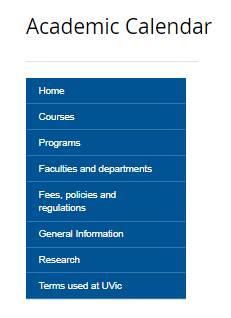 Academic Calendar
Home
Courses
Programs
Faculties and departments
Fees, policies and
regulations
General Information
Research
Terms used at UVic